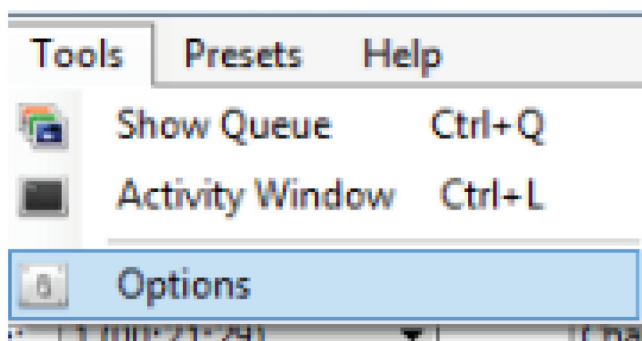 Tools Presets Help
Show Queue Ctrl+Q
Activity Window Ctrl+L
Options